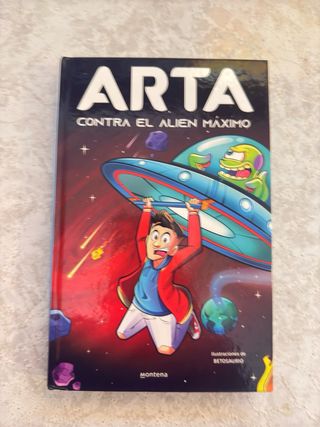 ARTA
CONTRA EL ALIEN MÁXIMO
Ilustraciones de
BETOSAURIO
montena